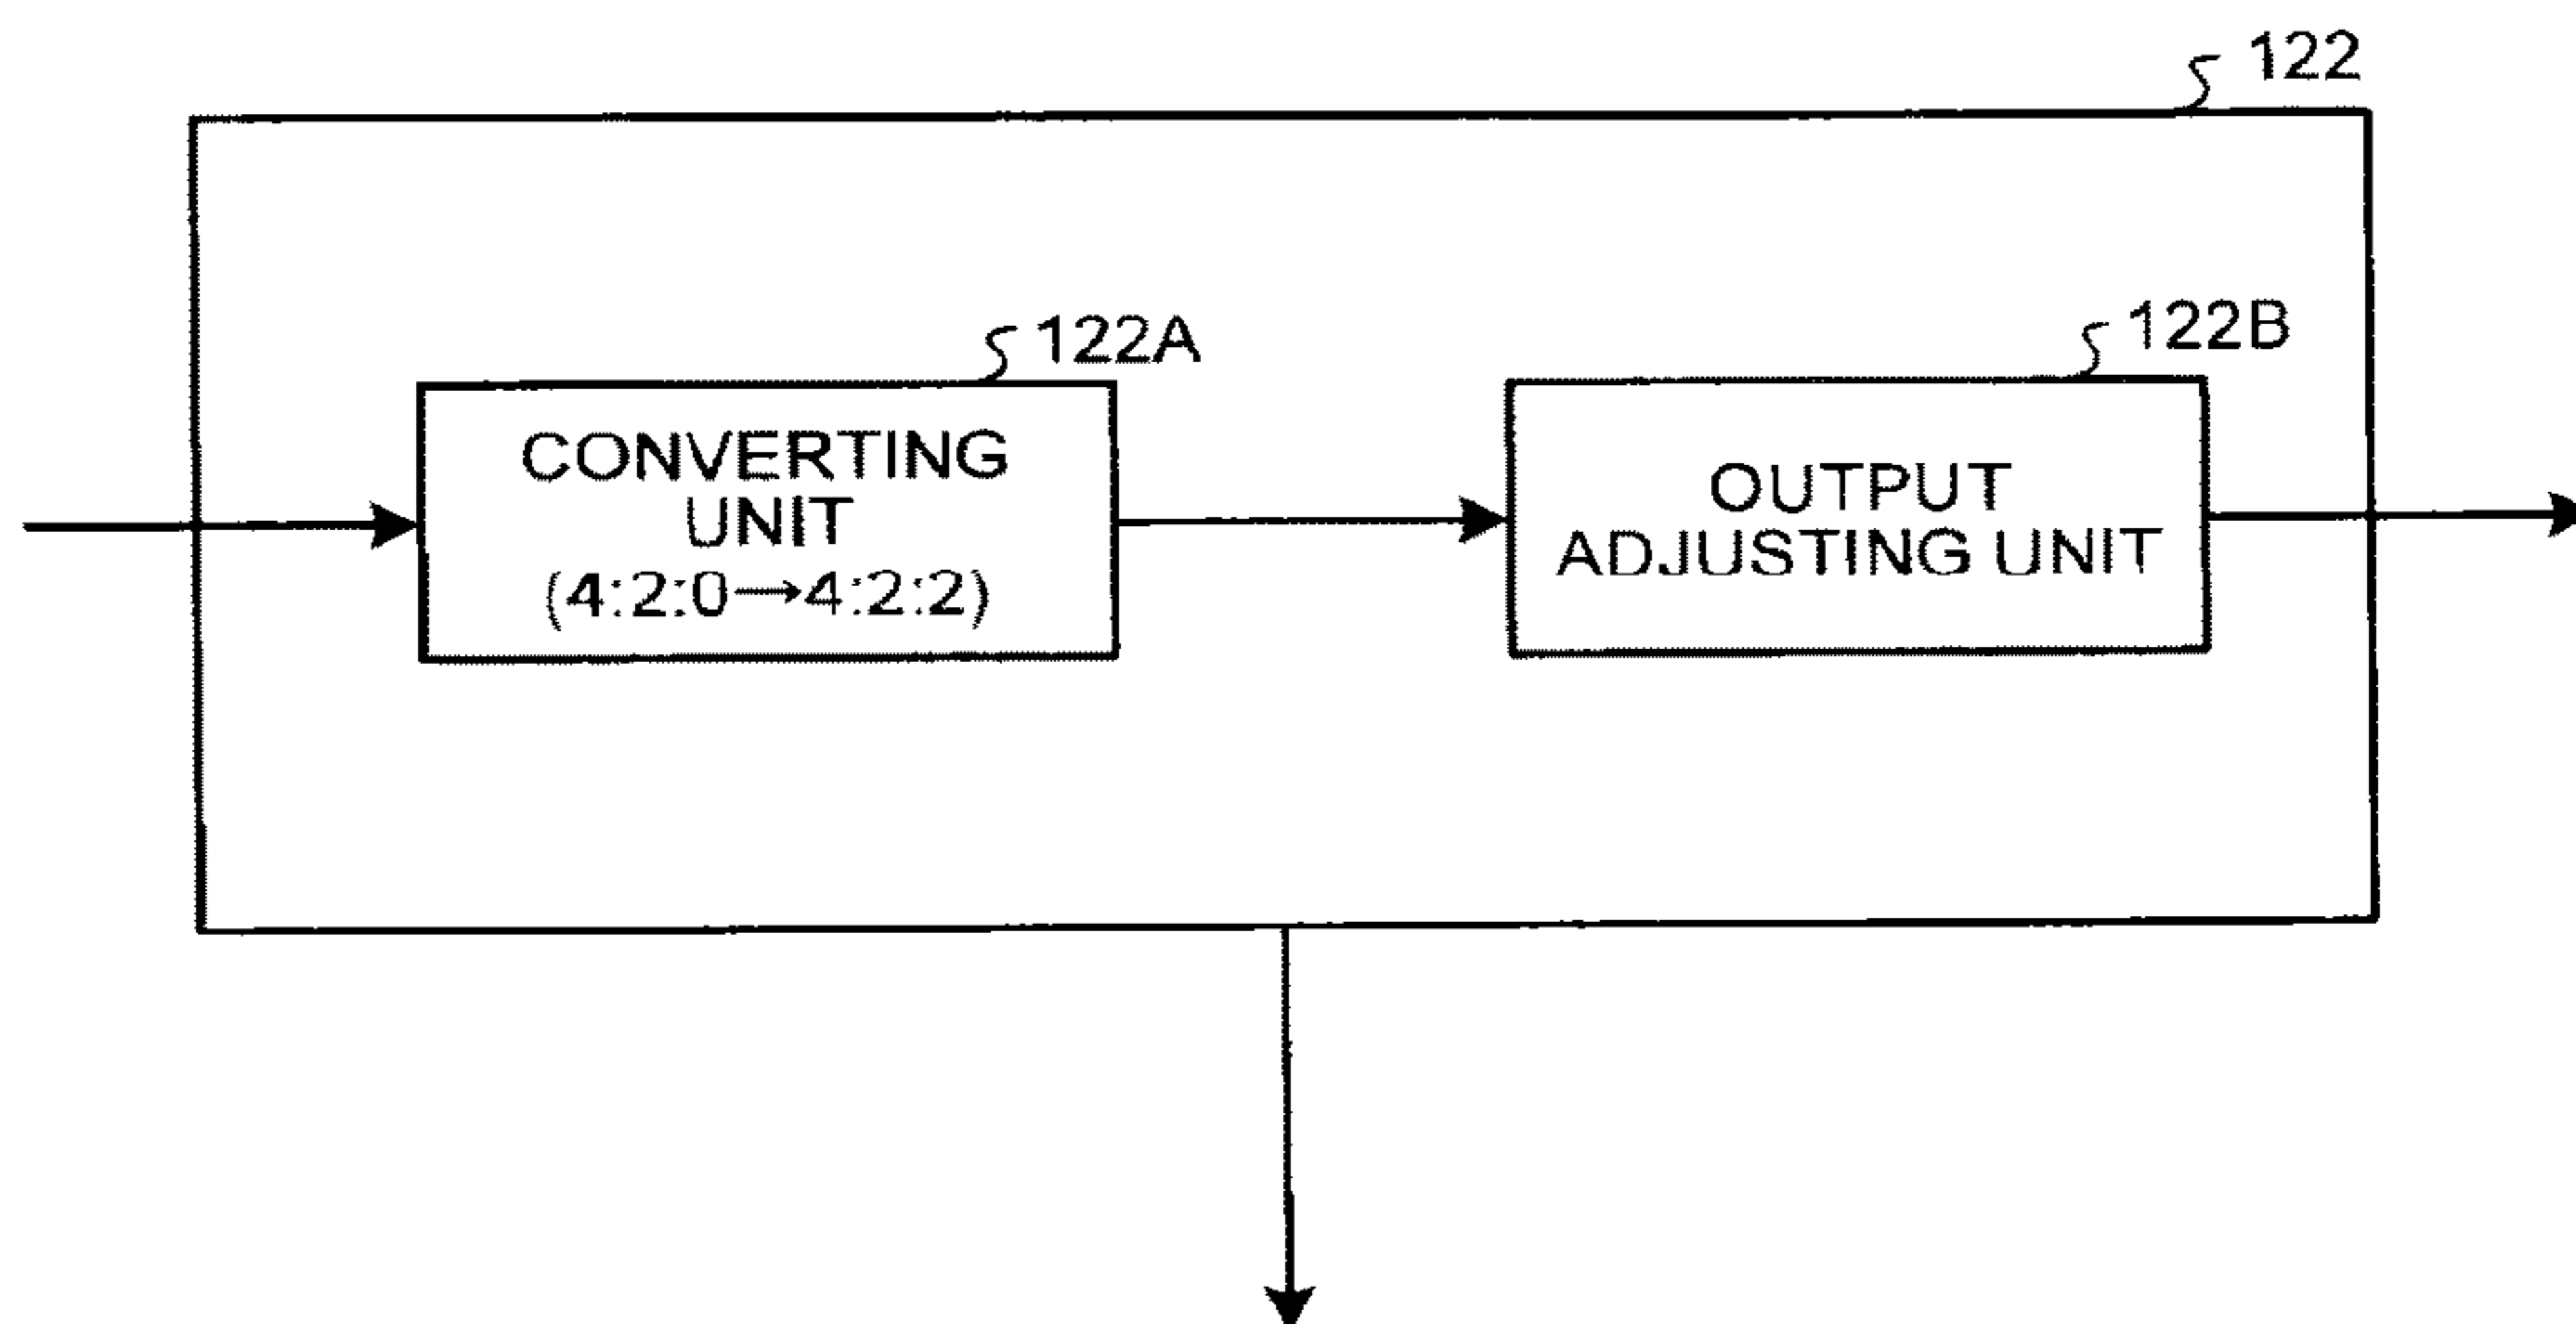 122
122A
122B
CONVERTING
UNIT
(4:2:0→4:2:2)
OUTPUT
ADJUSTING UNIT